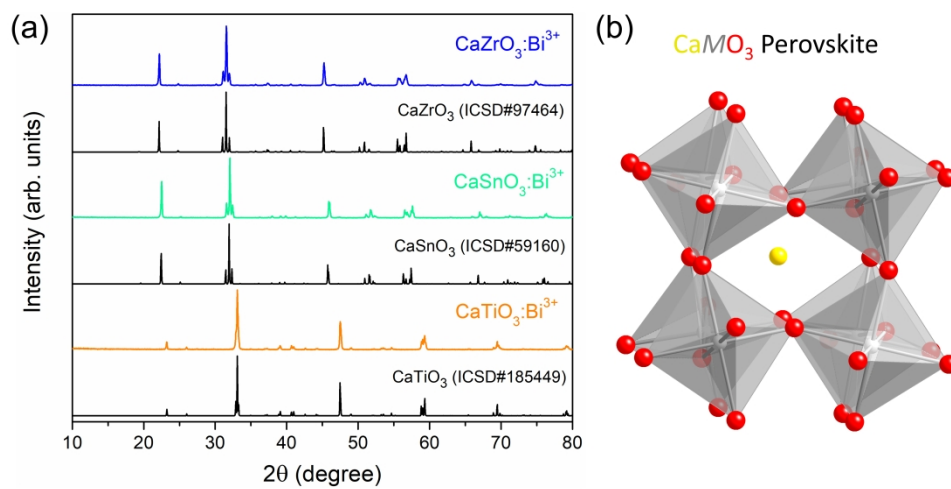 (a)
CaZrO₃:Bi³⁺
CaZrO₃ (ICSD#97464)
CaSnO₃:Bi³⁺
CaSnO₃ (ICSD#59160)
CaTiO₃:Bi³⁺
CaTiO₃ (ICSD#185449)
Intensity (arb. units)
10 20 30 40 50 60 70 80
2θ (degree)
(b)
CaMO₃ Perovskite